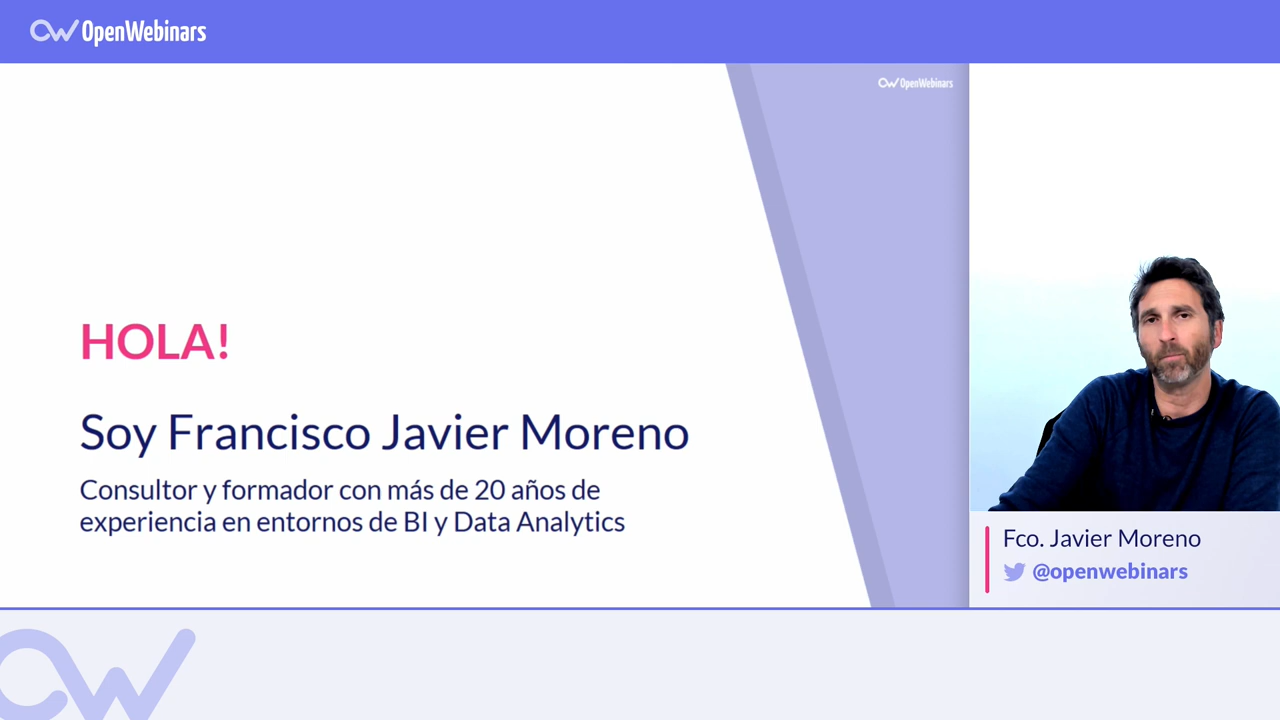 OpenWebinars
OpenWebinars
HOLA!
Soy Francisco Javier Moreno
Consultor y formador con más de 20 años de
experiencia en entornos de BI y Data Analytics
Fco. Javier Moreno
@openwebinars